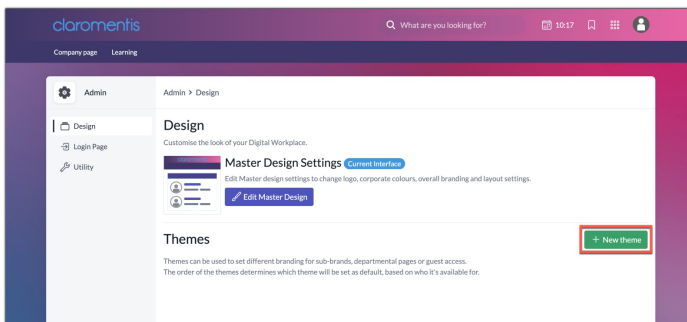 claromentis
What are you looking for?
10:17
Company page Learning
Admin
Admin > Design
Design
Login Page
Utility
Design
Customise the look of your Digital Workplace.
Master Design Settings Current Interface
Edit Master design settings to change logo, corporate colours, overall branding and layout settings.
Edit Master Design
Themes
+ New theme
Themes can be used to set different branding for sub-brands, departmental pages or guest access.
The order of the themes determines which theme will be set as default, based on who it's available for.